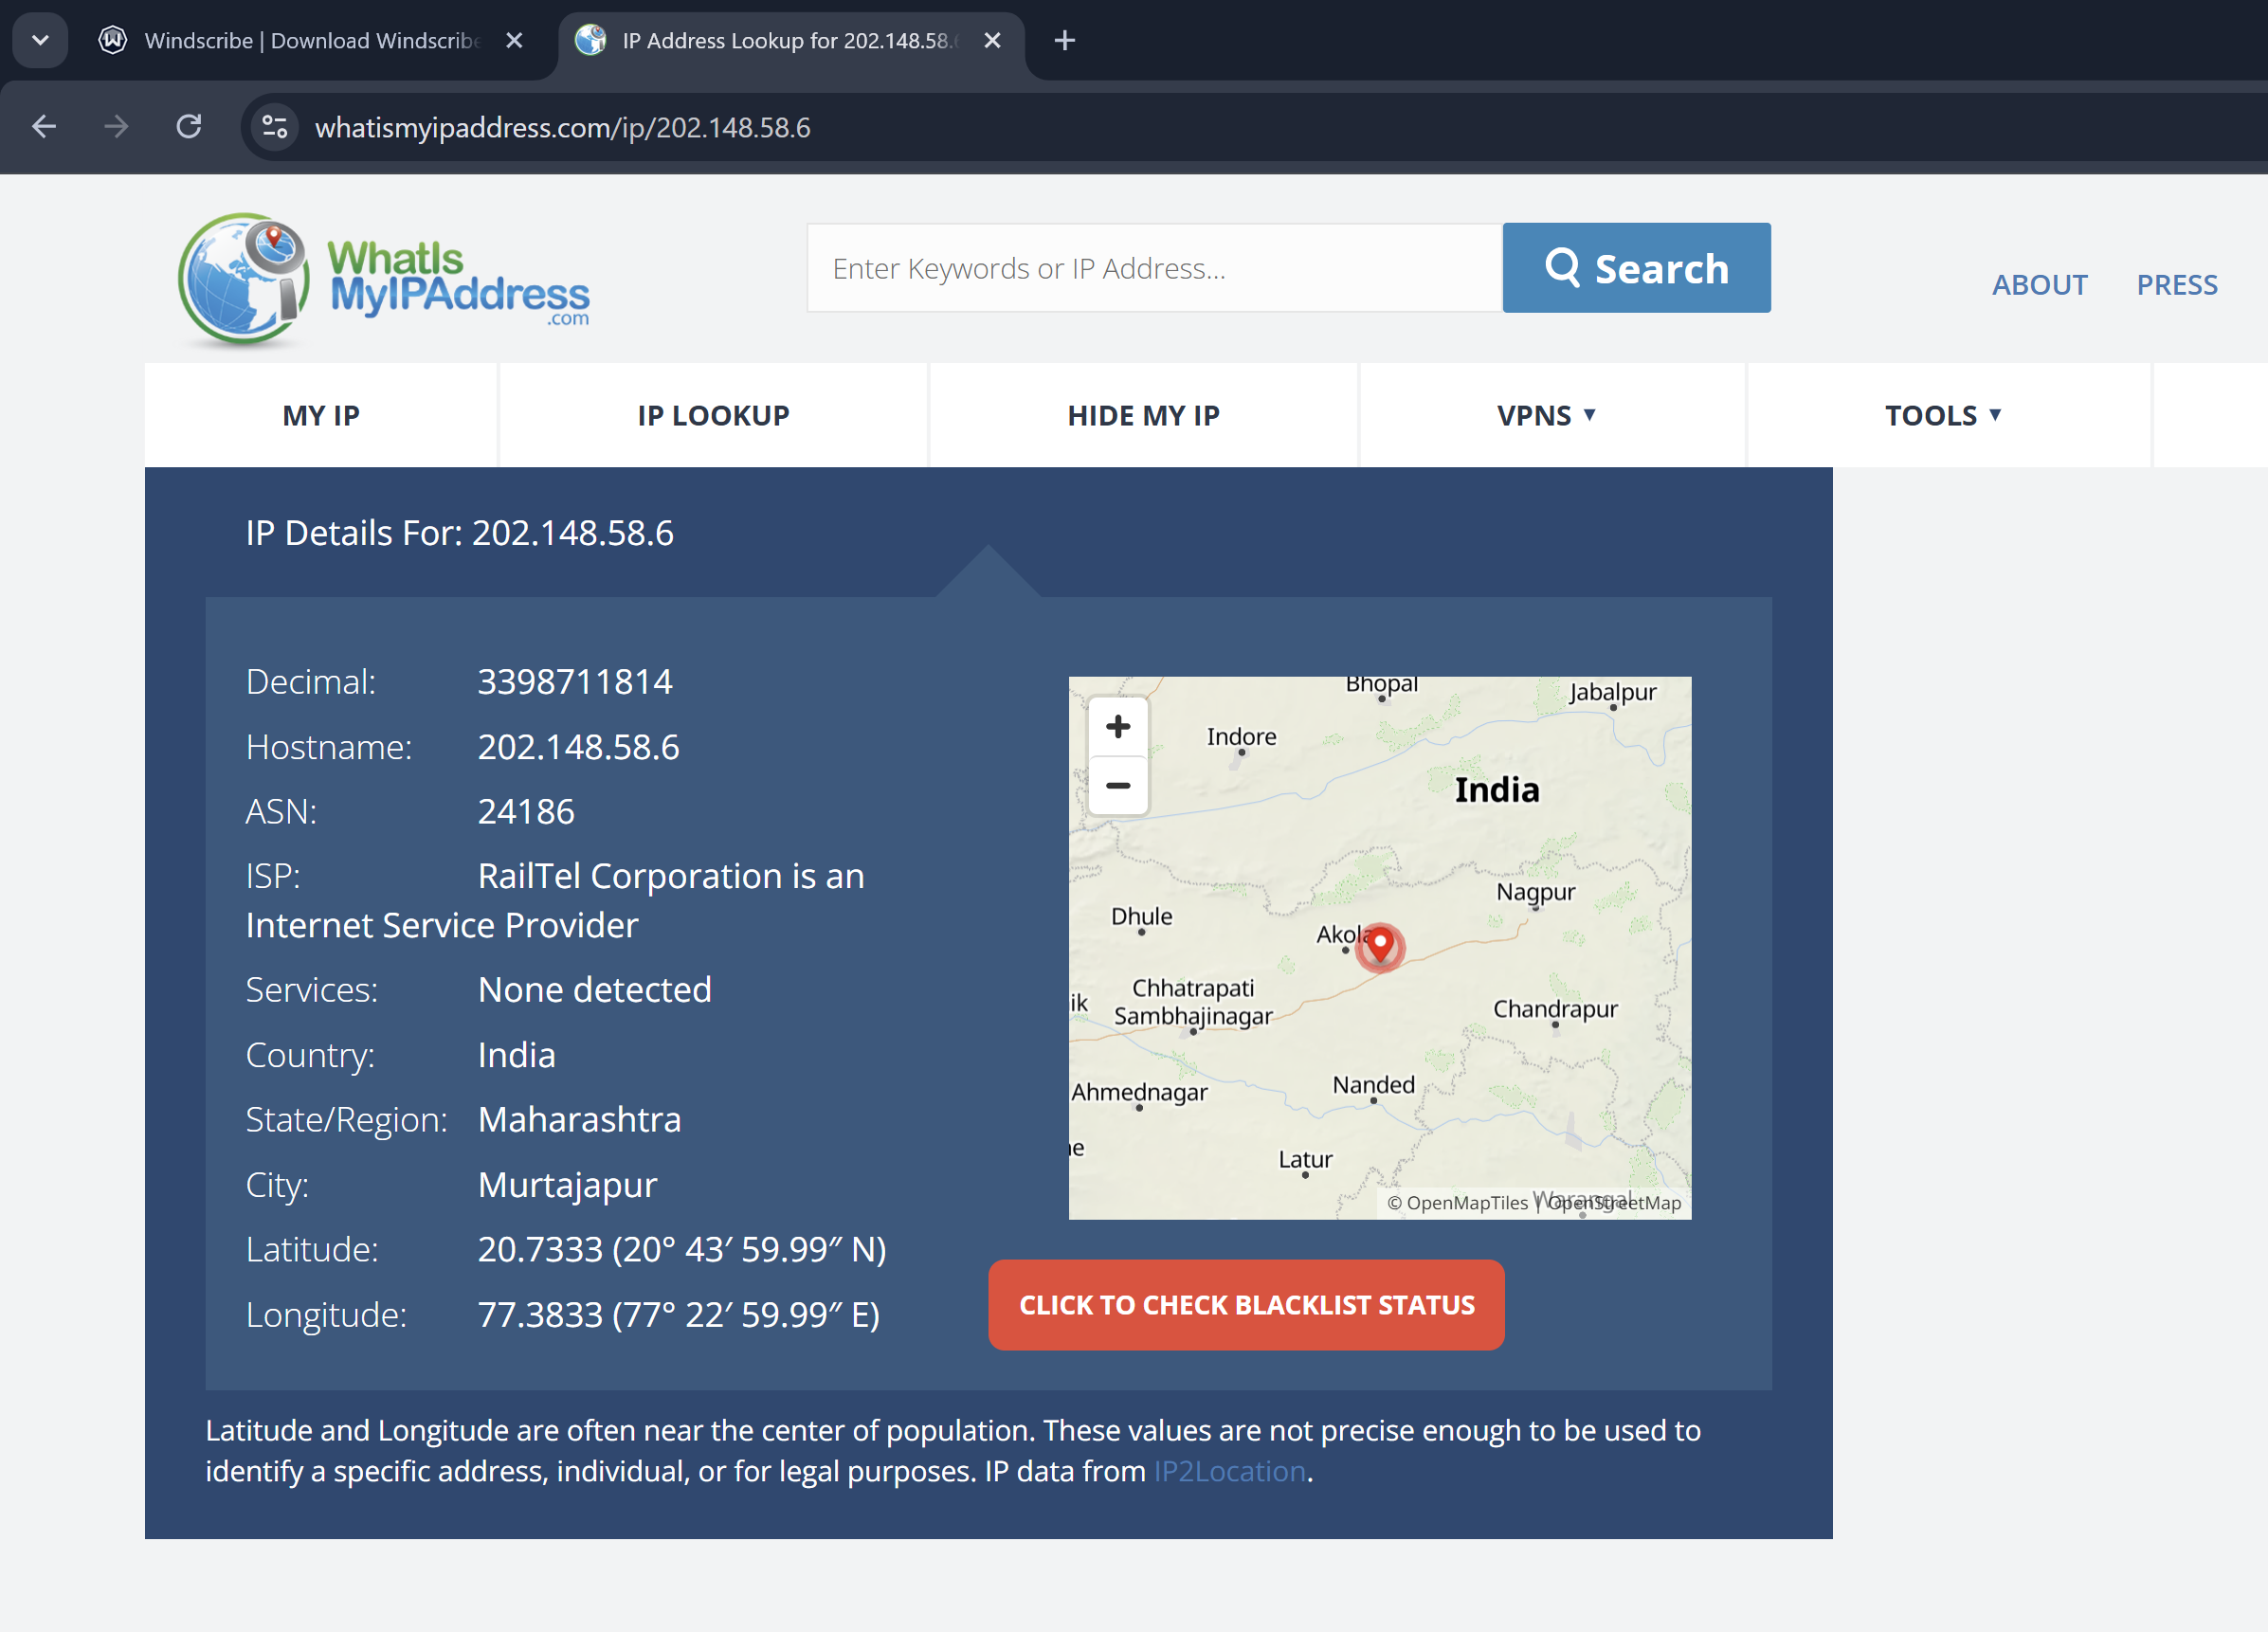 Windscribe | Download Windscribe
IP Address Lookup for 202.148.58.6
whatismyipaddress.com/ip/202.148.58.6
WhatIs
MyIPAddress
.com
Enter Keywords or IP Address...
Search
ABOUT
PRESS
MY IP
IP LOOKUP
HIDE MY IP
VPNS ▼
TOOLS ▼
IP Details For: 202.148.58.6
Decimal: 3398711814
Hostname: 202.148.58.6
ASN: 24186
ISP: RailTel Corporation is an
Internet Service Provider
Services: None detected
Country: India
State/Region: Maharashtra
City: Murtajapur
Latitude: 20.7333 (20° 43′ 59.99″ N)
Longitude: 77.3833 (77° 22′ 59.99″ E)
+
−
Bhopal
Jabalpur
Indore
India
Nagpur
Dhule
Akola
Chhatrapati
Sambhajinagar
ik
Chandrapur
Ahmednagar
Nanded
Latur
Warangal
© OpenMapTiles | OpenStreetMap
CLICK TO CHECK BLACKLIST STATUS
Latitude and Longitude are often near the center of population. These values are not precise enough to be used to
identify a specific address, individual, or for legal purposes. IP data from IP2Location.